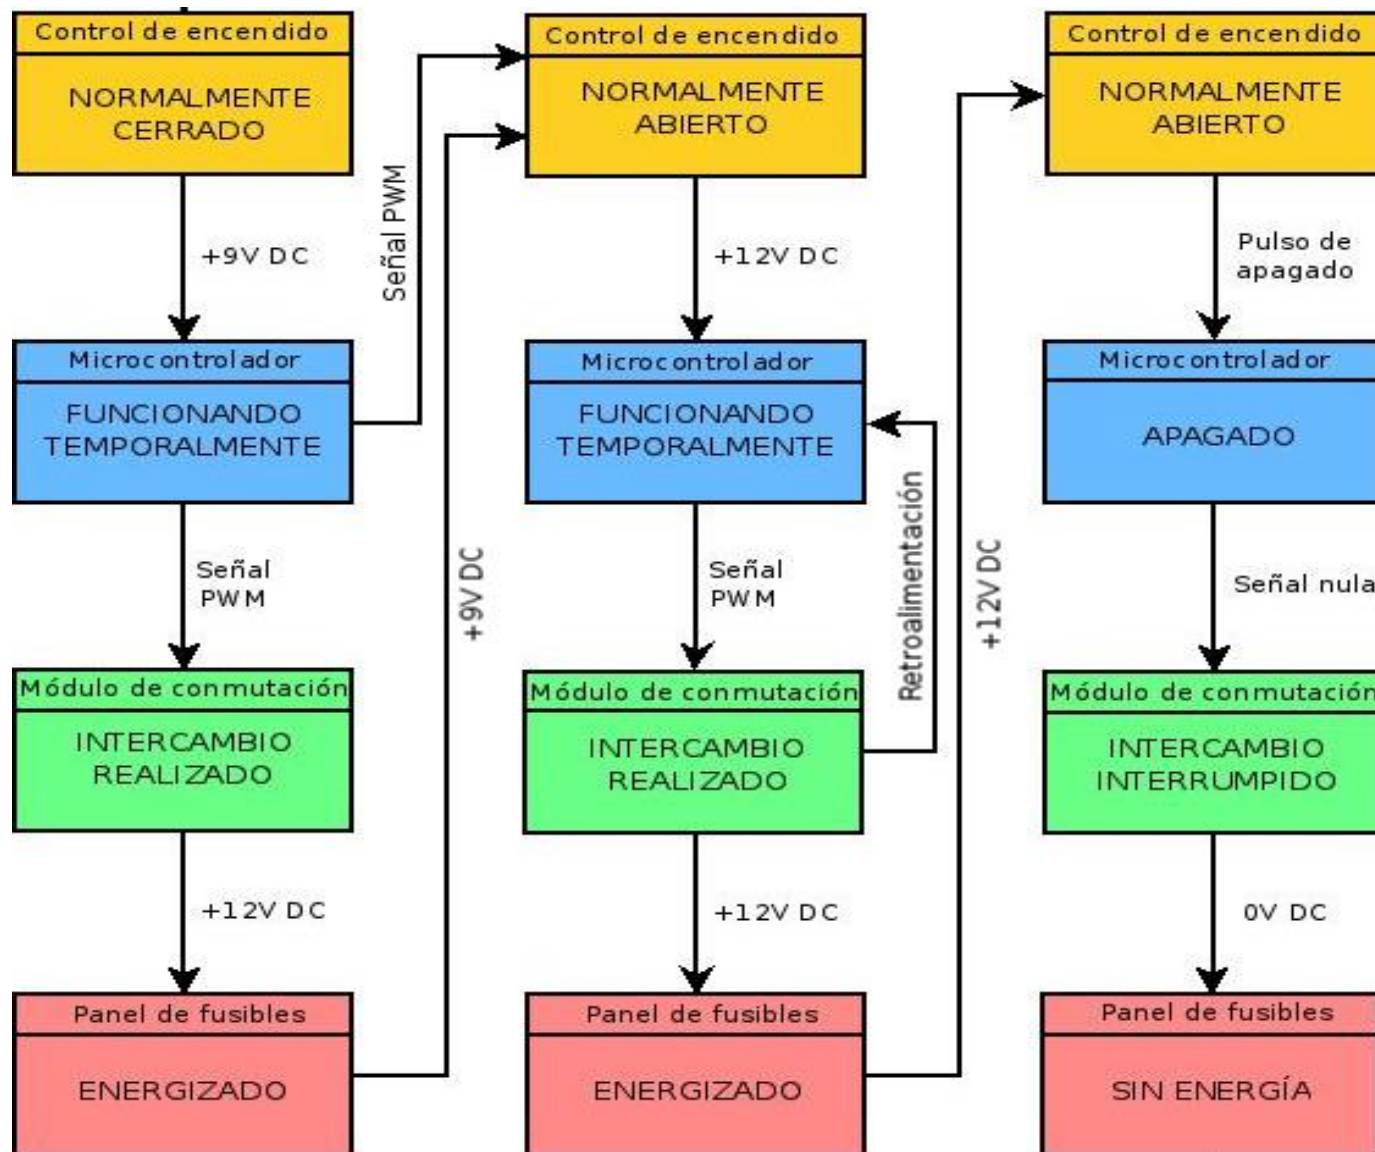 Control de encendido
NORMALMENTE
CERRADO
+9V DC
Microcontrolador
FUNCIONANDO
TEMPORALMENTE
Señal
PWM
Módulo de conmutación
INTERCAMBIO
REALIZADO
+12V DC
Panel de fusibles
ENERGIZADO
Señal PWM
+9V DC
Control de encendido
NORMALMENTE
ABIERTO
+12V DC
Microcontrolador
FUNCIONANDO
TEMPORALMENTE
Señal
PWM
Retroalimentación
Módulo de conmutación
INTERCAMBIO
REALIZADO
+12V DC
Panel de fusibles
ENERGIZADO
+12V DC
Control de encendido
NORMALMENTE
ABIERTO
Pulso de
apagado
Microcontrolador
APAGADO
Señal nula
Módulo de conmutación
INTERCAMBIO
INTERRUMPIDO
0V DC
Panel de fusibles
SIN ENERGÍA